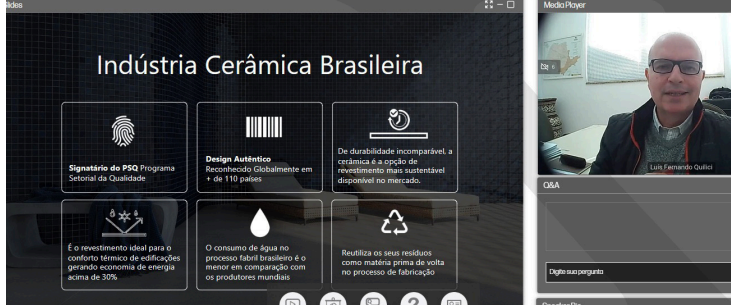 Slides
Media Player
Indústria Cerâmica Brasileira
Signatário do PSQ Programa
Setorial da Qualidade
Design Autêntico
Reconhecido Globalmente em
+ de 110 países
De durabilidade incomparável, a
cerâmica é a opção de
revestimento mais sustentável
disponível no mercado.
É o revestimento ideal para o
conforto térmico de edificações
gerando economia de energia
acima de 30%
O consumo de água no
processo fabril brasileiro é o
menor em comparação com
os produtores mundiais
Reutiliza os seus resíduos
como matéria prima de volta
no processo de fabricação
Luis Fernando Quilici
Q&A
Digite sua pergunta